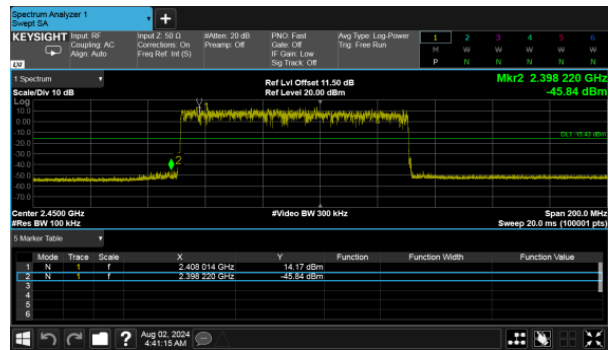 Spectrum Analyzer 1
Swept SA
+
KEYSIGHT Input: RF Input Z: 50 Ω #Atten: 20 dB PNO: Fast Avg Type: Log-Power 1 2 3 4 5 6
Coupling: AC Corrections: On Preamp: Off Gate: Off Trig: Free Run M W W W W W
Align: Auto Freq Ref: Int (S) IF Gain: Low P N N N N N
Sig Track: Off
LXI
1 Spectrum Mkr2 2.398 220 GHz
Ref Lvl Offset 11.50 dB
Scale/Div 10 dB Ref Level 20.00 dBm -45.84 dBm
Log
10.0
0.00
-10.0
DL1 -15.43 dBm
-20.0
-30.0
2
-40.0
-50.0
-60.0
-70.0
Center 2.4500 GHz #Video BW 300 kHz Span 200.0 MHz
#Res BW 100 kHz Sweep 20.0 ms (100001 pts)
5 Marker Table
Mode Trace Scale X Y Function Function Width Function Value
1 N 1 f 2.408 014 GHz 14.17 dBm
2 N 1 f 2.398 220 GHz -45.84 dBm
3
4
5
6
? Aug 02, 2024
4:41:15 AM